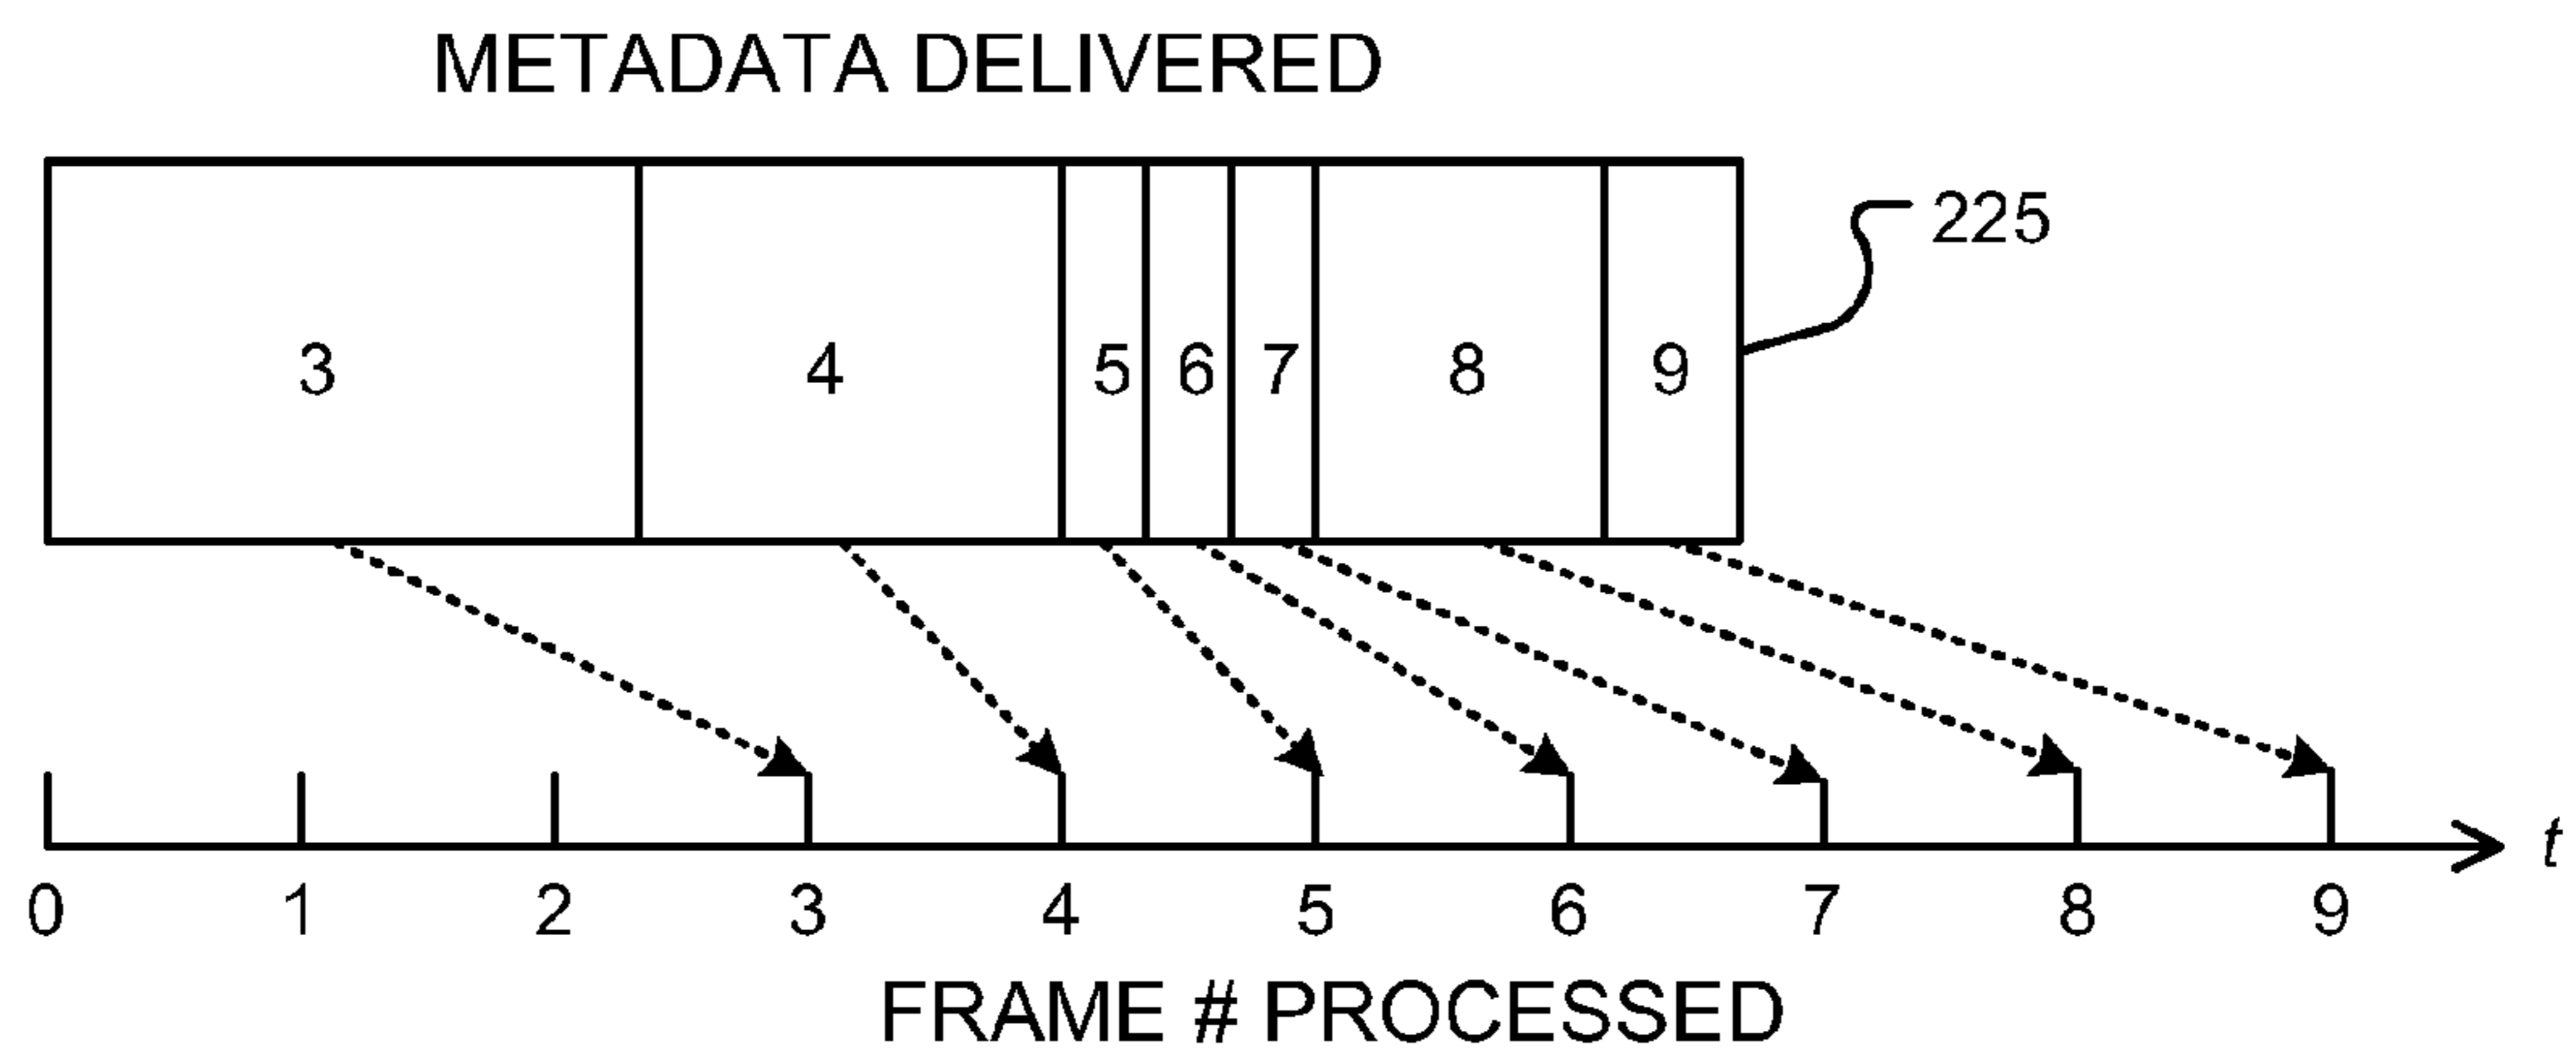 METADATA DELIVERED
225
3 4 5 6 7 8 9
t
0 1 2 3 4 5 6 7 8 9
FRAME # PROCESSED